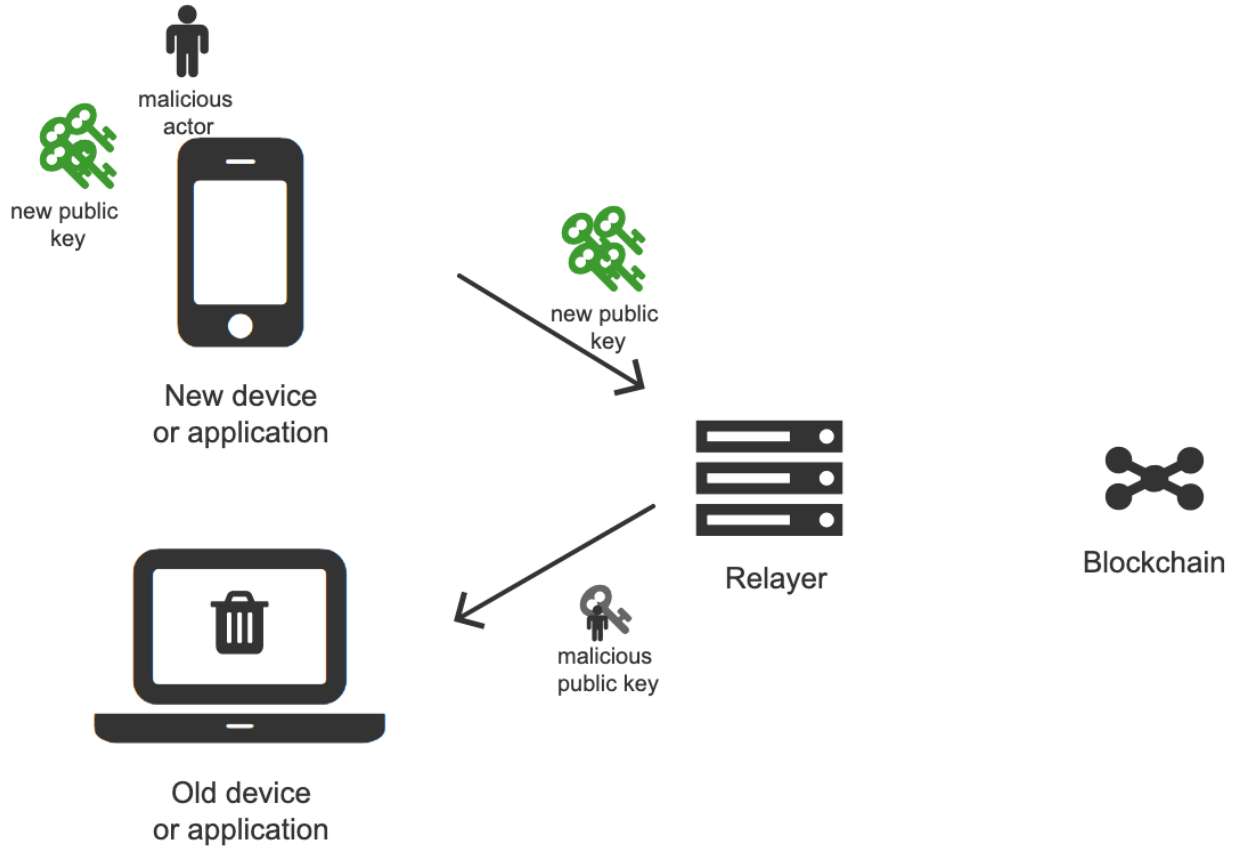 malicious
actor
new public
key
new public
key
New device
or application
Relayer
Blockchain
malicious
public key
Old device
or application